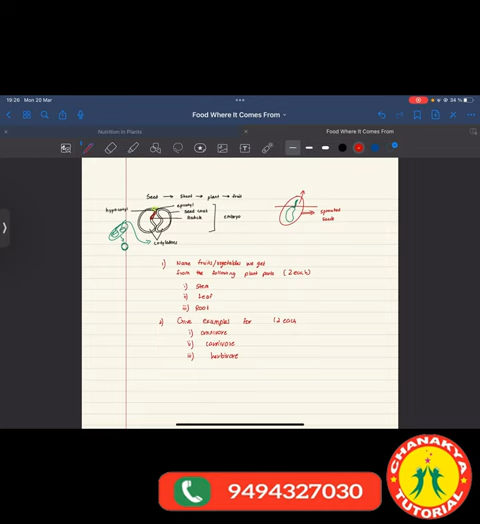 19:26 Mon 20 Mar
34 %
Food Where It Comes From
Nutrition in Plants
Food Where It Comes From
Seed → Shoot → plant → fruit
hypocotyl
epicotyl
Seed coat
Radicle
Embryo
Cotyledons
sprouted
seeds
1) Name fruits/vegetables we get
from the following plant parts (2 each)
i) Stem
ii) Leaf
iii) Root
2) Give examples for (2 each
i) omnivore
ii) carnivore
iii) herbivore
9494327030
CHANAKYA
TUTORIAL